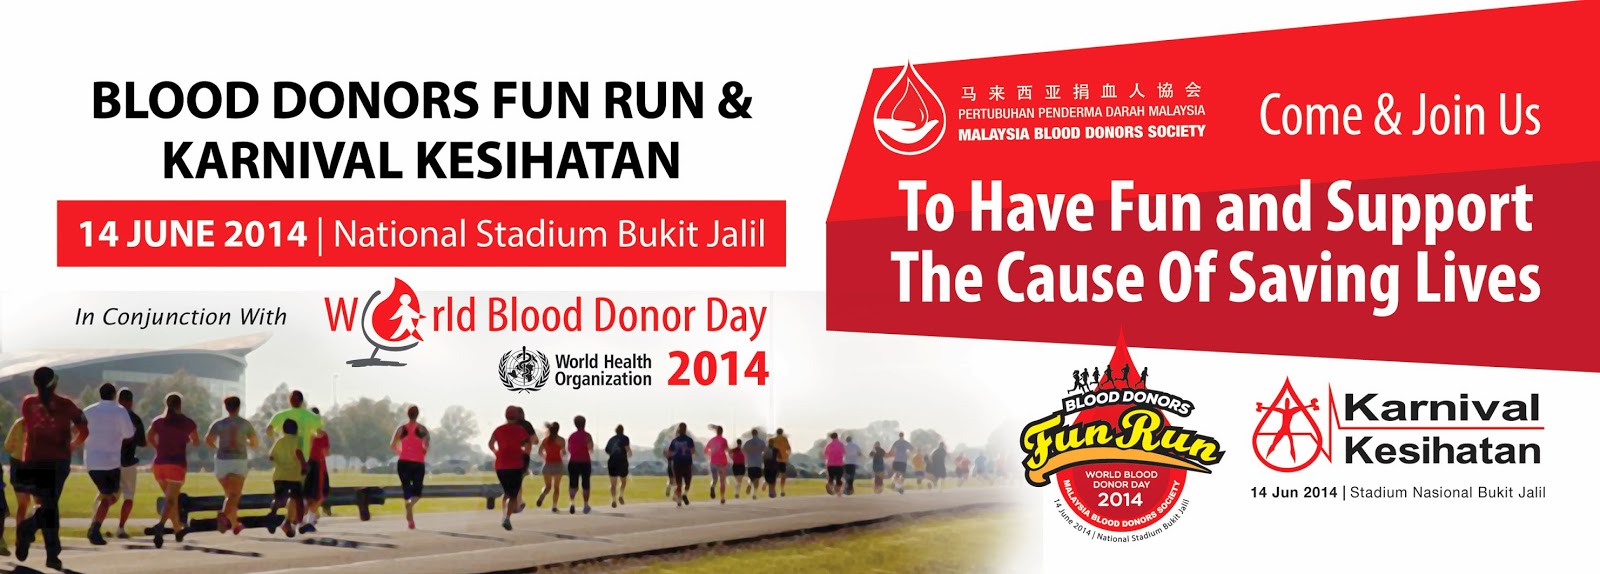 BLOOD DONORS FUN RUN &
KARNIVAL KESIHATAN
14 JUNE 2014 | National Stadium Bukit Jalil
In Conjunction With
World Blood Donor Day
World Health
Organization
2014
马来西亚捐血人協会
PERTUBUHAN PENDERMA DARAH MALAYSIA
MALAYSIA BLOOD DONORS SOCIETY
Come & Join Us
To Have Fun and Support
The Cause Of Saving Lives
BLOOD DONORS
Fun Run
WORLD BLOOD
DONOR DAY
2014
MALAYSIA BLOOD DONORS SOCIETY
14 June 2014 | National Stadium Bukit Jalil
Karnival
Kesihatan
14 Jun 2014 | Stadium Nasional Bukit Jalil